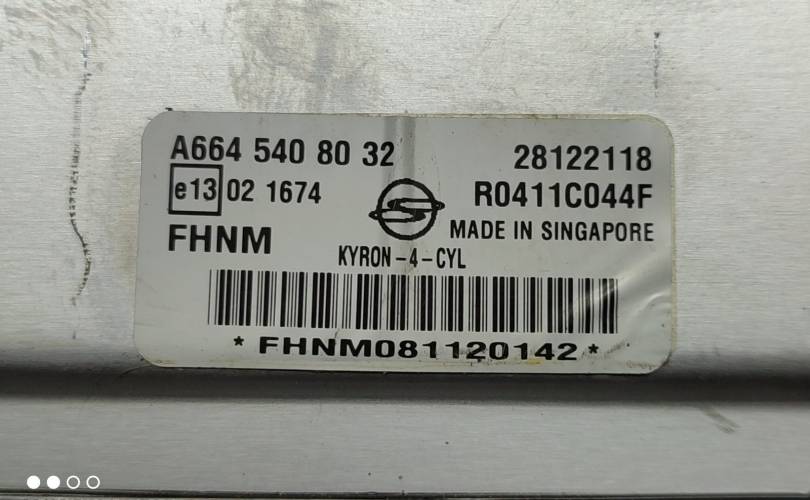 A664 540 80 32 28122118
e13 02 1674 R0411C044F
MADE IN SINGAPORE
FHNM
KYRON-4-CYL
* FHNM081120142 *